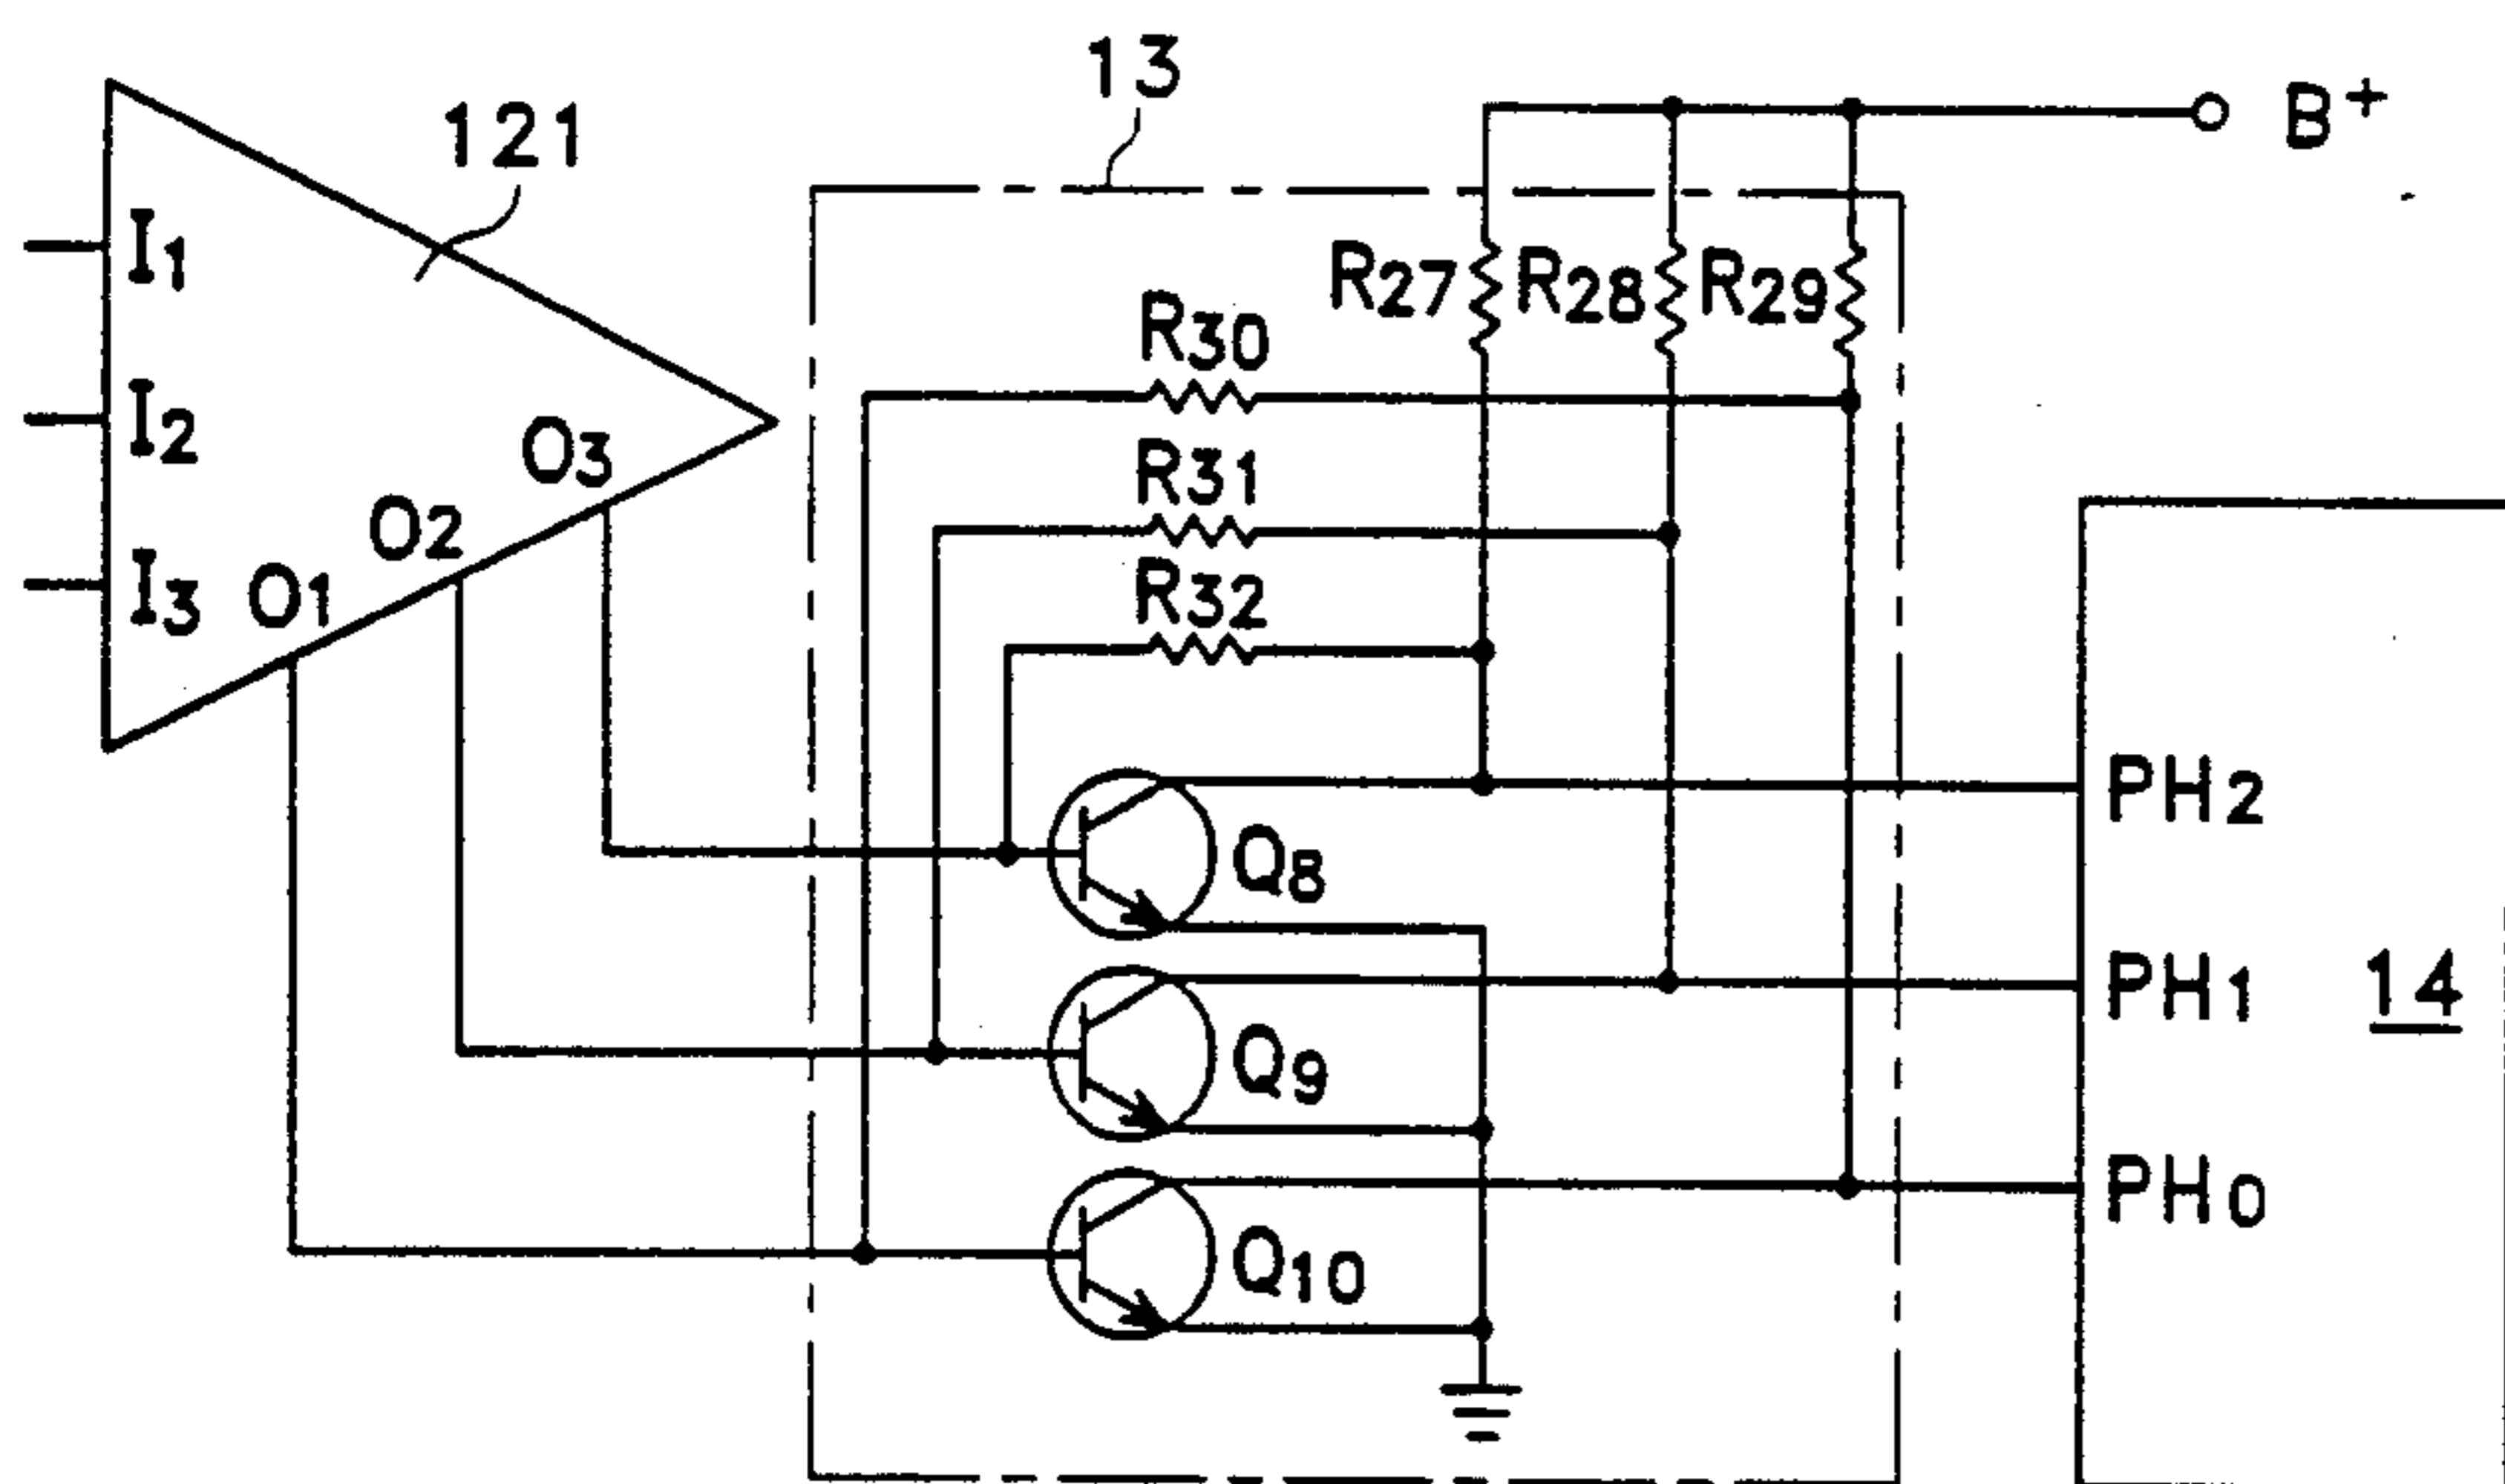 13
B+
121
I1
R27 R28 R29
R30
I2
O3
R31
O2
R32
I3 O1
PH2
Q8
PH1
14
Q9
PH0
Q10